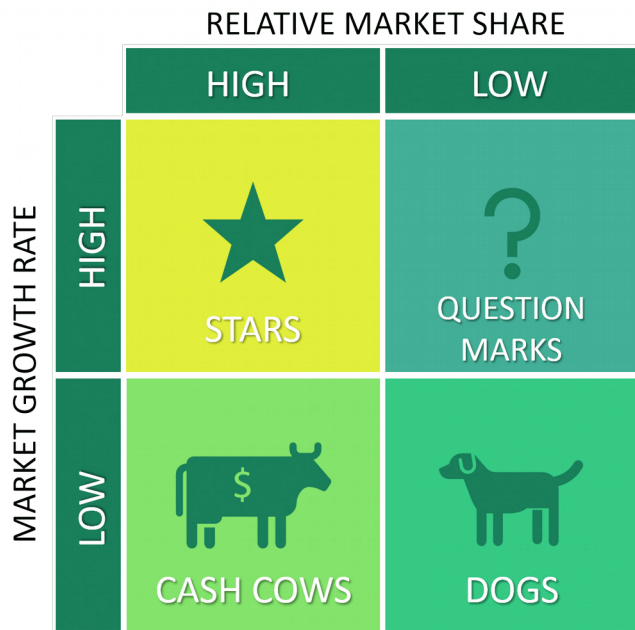 RELATIVE MARKET SHARE
HIGH
LOW
MARKET GROWTH RATE
HIGH
STARS
QUESTION
MARKS
LOW
$
CASH COWS
DOGS